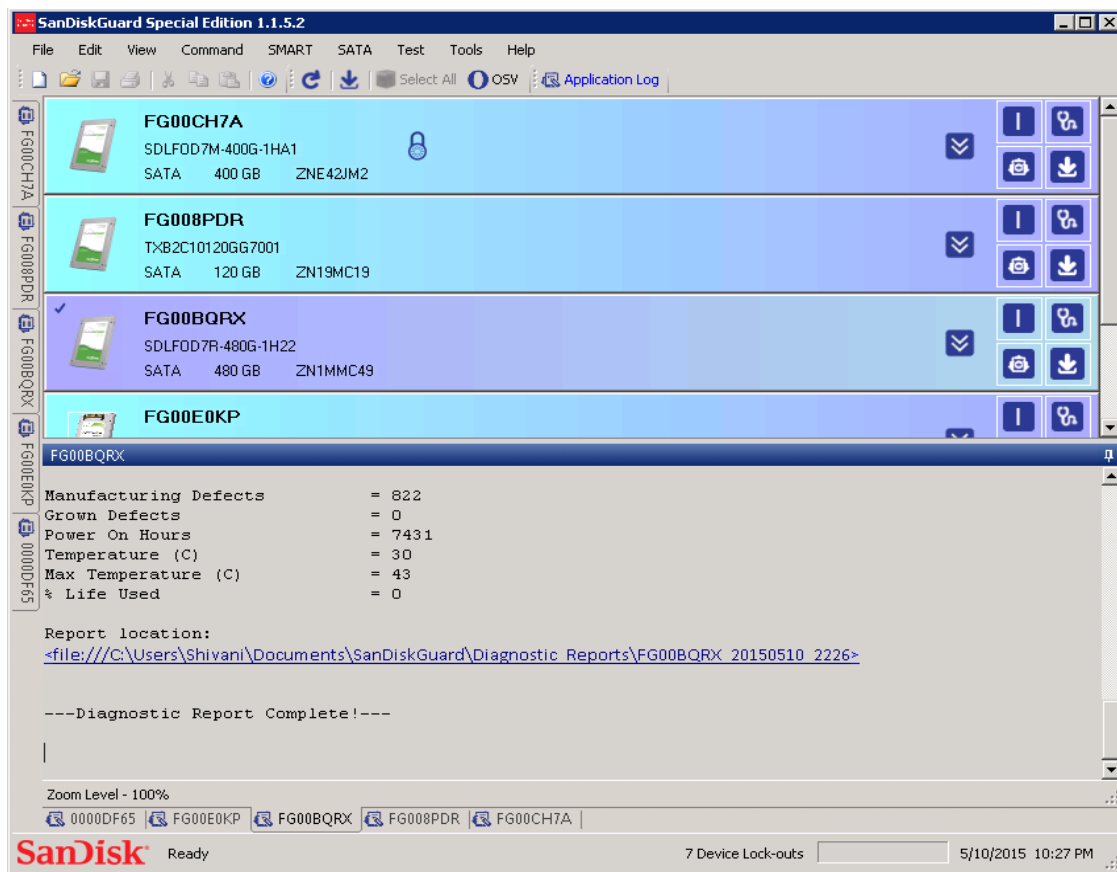 SanDiskGuard Special Edition 1.1.5.2
File Edit View Command SMART SATA Test Tools Help
Select All OSV Application Log
FG00CH7A
FG008PDR
FG00BQRX
FG00E0KP
0000DF65
FG00CH7A
SDLFOD7M-400G-1HA1
SATA 400 GB ZNE42JM2
FG008PDR
TXB2C10120GG7001
SATA 120 GB ZN19MC19
FG00BQRX
SDLFOD7R-480G-1H22
SATA 480 GB ZN1MMC49
FG00E0KP
FG00BQRX
Manufacturing Defects = 822
Grown Defects = 0
Power On Hours = 7431
Temperature (C) = 30
Max Temperature (C) = 43
% Life Used = 0
Report location:
<file:///C:\Users\Shivani\Documents\SanDiskGuard\Diagnostic Reports\FG00BQRX_20150510_2226>
---Diagnostic Report Complete!---
Zoom Level - 100%
0000DF65 FG00E0KP FG00BQRX FG008PDR FG00CH7A
SanDisk Ready 7 Device Lock-outs 5/10/2015 10:27 PM